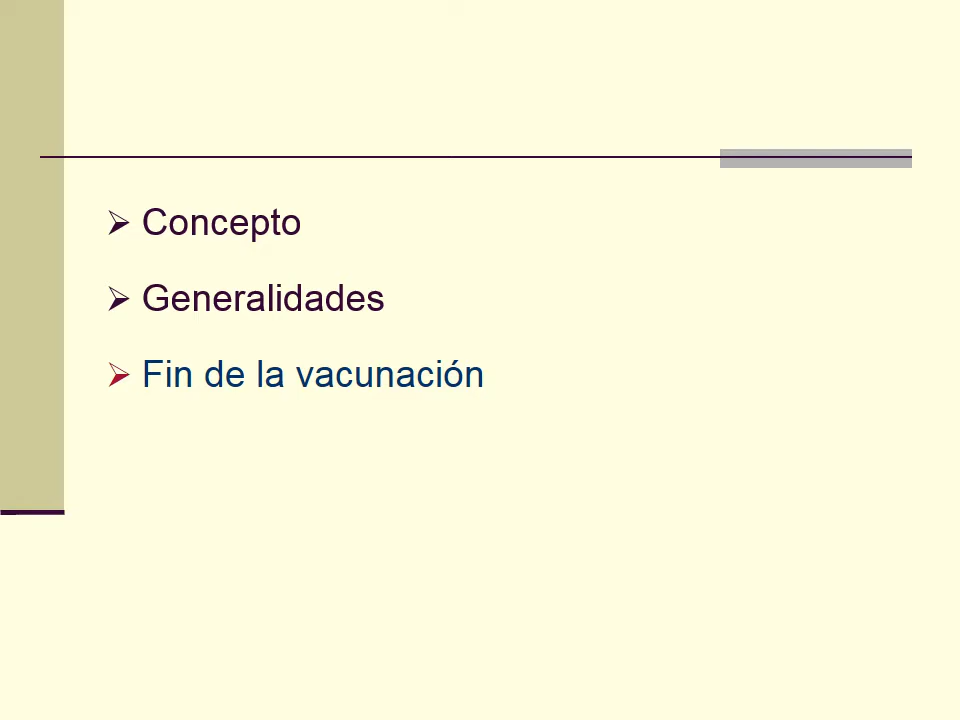 Concepto
Generalidades
Fin de la vacunación